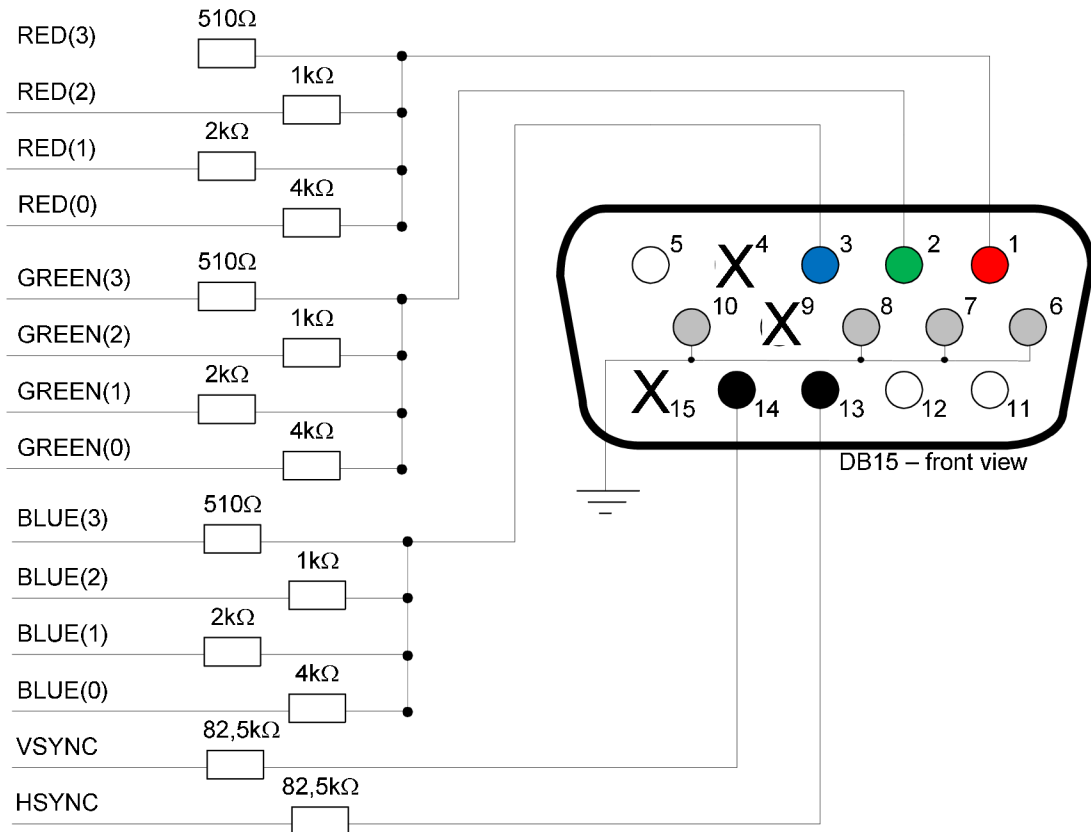 RED(3) 510Ω
RED(2) 1kΩ
RED(1) 2kΩ
RED(0) 4kΩ
GREEN(3) 510Ω
GREEN(2) 1kΩ
GREEN(1) 2kΩ
GREEN(0) 4kΩ
BLUE(3) 510Ω
BLUE(2) 1kΩ
BLUE(1) 2kΩ
BLUE(0) 4kΩ
VSYNC 82,5kΩ
HSYNC 82,5kΩ
5 X 4 3 2 1
10 X 9 8 7 6
X 15 14 13 12 11
DB15 – front view